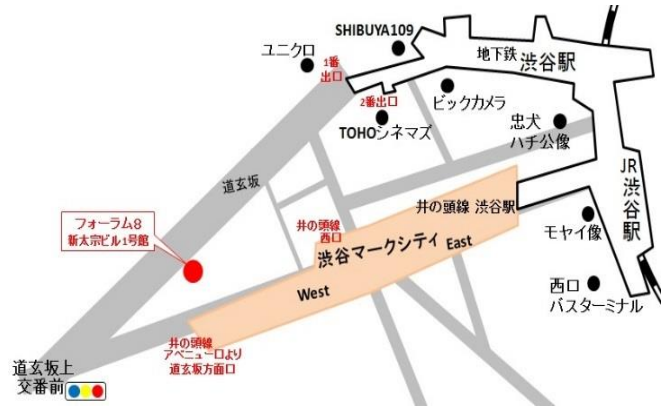 SHIBUYA109
ユニクロ
1番
出口
地下鉄
渋谷駅
2番出口
ビックカメラ
TOHOシネマズ
忠犬
ハチ公像
道玄坂
JR
渋谷駅
フォーラム8
新太宗ビル1号館
井の頭線
西口
井の頭線 渋谷駅
渋谷マークシティ
East
モヤイ像
West
西口
バスターミナル
井の頭線
アベニュー口より
道玄坂方面口
道玄坂上
交番前